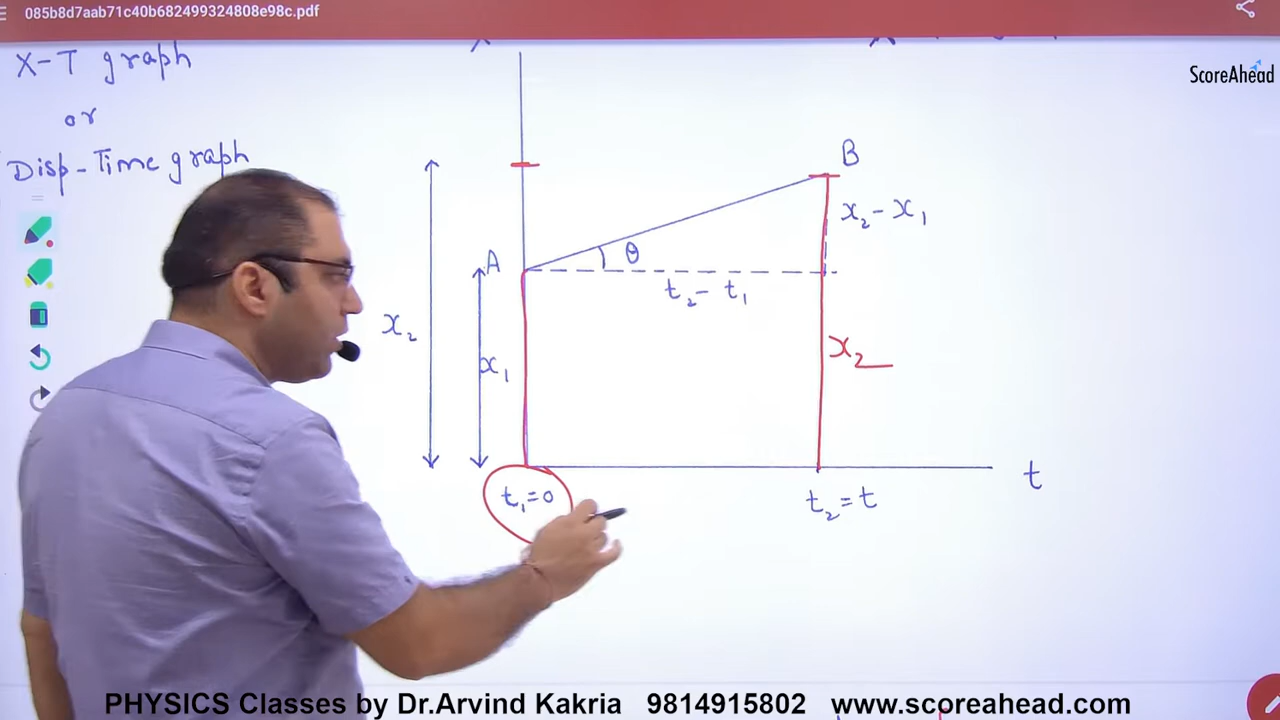 085b8d7aab71c40b682499324808e98c.pdf
ScoreAhead
X-T graph
or
Disp-Time graph
B
x₂ - x₁
A
θ
t₂ - t₁
x₂
x₁
x₂
t
t₁=0
t₂=t
PHYSICS Classes by Dr.Arvind Kakria 9814915802 www.scoreahead.com